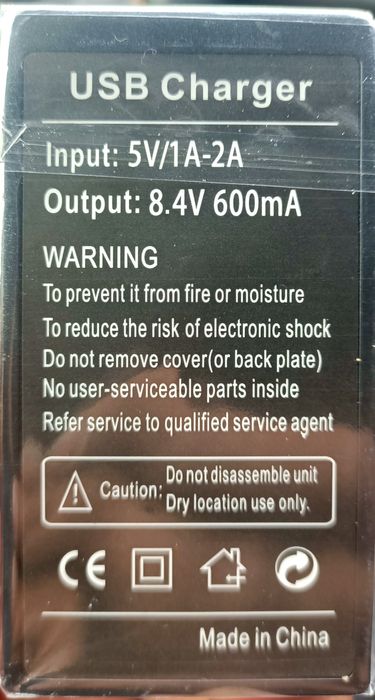 USB Charger
Input: 5V/1A-2A
Output: 8.4V 600mA
WARNING
To prevent it from fire or moisture
To reduce the risk of electronic shock
Do not remove cover(or back plate)
No user-serviceable parts inside
Refer service to qualified service agent
Caution: Do not disassemble unit
Dry location use only.
CE
Made in China